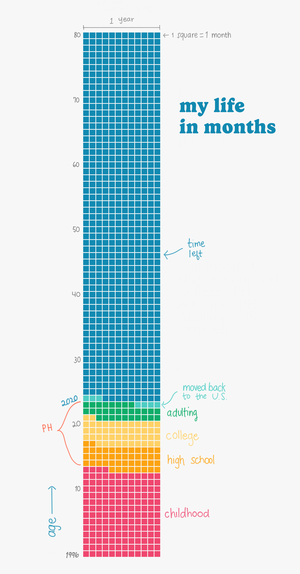 1 year
80
← 1 square = 1 month
my life
in months
70
60
50
time
left
40
30
moved back
to the U.S.
2020
adulting
20
PH
college
high school
10
age →
childhood
1996